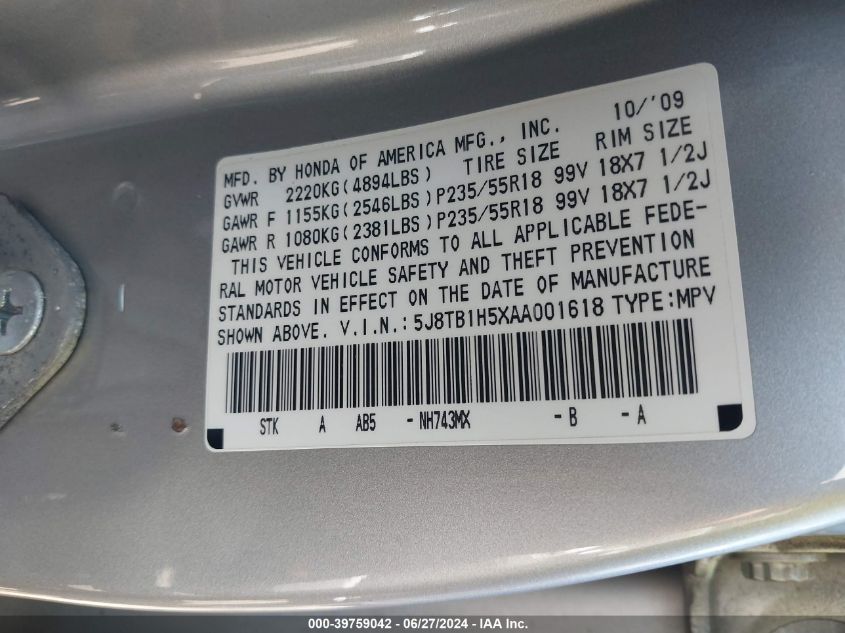 10/'09
MFD. BY HONDA OF AMERICA MFG., INC.
TIRE SIZE RIM SIZE
GVWR 2220KG(4894LBS)
GAWR F 1155KG(2546LBS)P235/55R18 99V 18X7 1/2J
GAWR R 1080KG(2381LBS)P235/55R18 99V 18X7 1/2J
THIS VEHICLE CONFORMS TO ALL APPLICABLE FEDE-
RAL MOTOR VEHICLE SAFETY AND THEFT PREVENTION
STANDARDS IN EFFECT ON THE DATE OF MANUFACTURE
SHOWN ABOVE. V.I.N.:5J8TB1H5XAA001618 TYPE:MPV
STK A AB5 -NH743MX -B -A
000-39759042 - 06/27/2024 - IAA Inc.